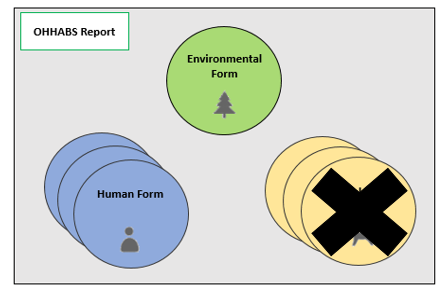 OHHABS Report
Environmental
Form
Human Form